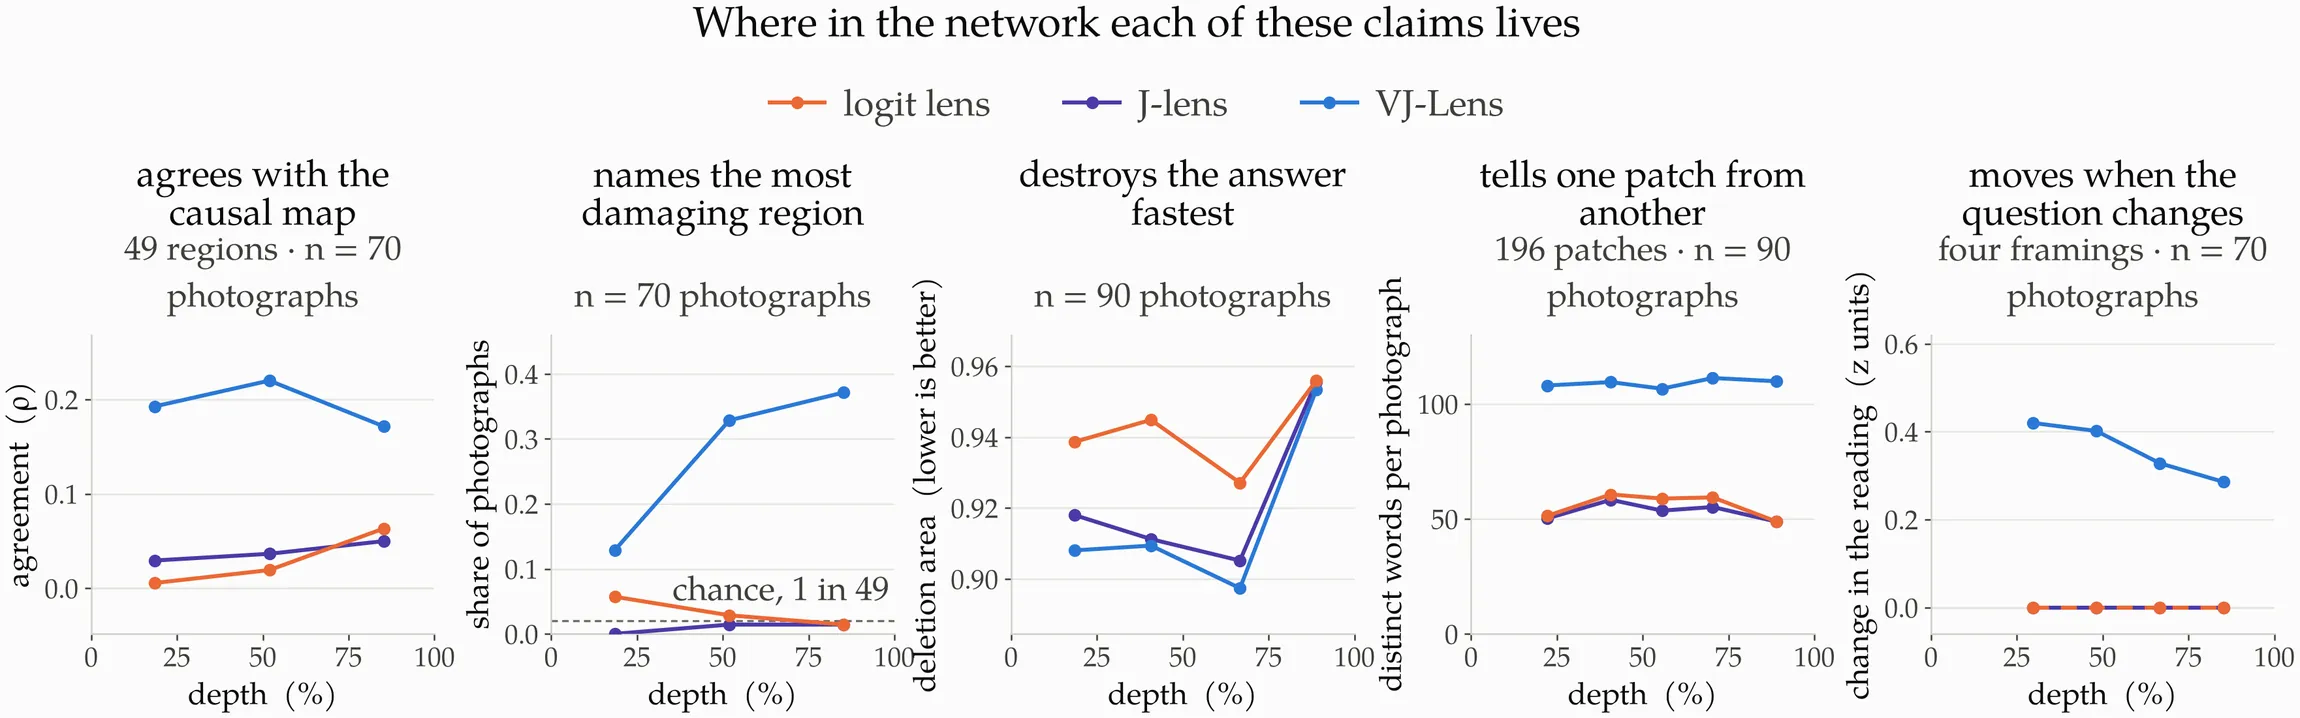 Where in the network each of these claims lives
logit lens
J-lens
VJ-Lens
agrees with the
causal map
49 regions · n = 70
photographs
agreement (ρ)
0.2
0.1
0.0
0 25 50 75 100
depth (%)
names the most
damaging region
n = 70 photographs
share of photographs
0.4
0.3
0.2
0.1
0.0
chance, 1 in 49
0 25 50 75 100
depth (%)
destroys the answer
fastest
n = 90 photographs
deletion area (lower is better)
0.96
0.94
0.92
0.90
0 25 50 75 100
depth (%)
tells one patch from
another
196 patches · n = 90
photographs
distinct words per photograph
100
50
0
0 25 50 75 100
depth (%)
moves when the
question changes
four framings · n = 70
photographs
change in the reading (z units)
0.6
0.4
0.2
0.0
0 25 50 75 100
depth (%)